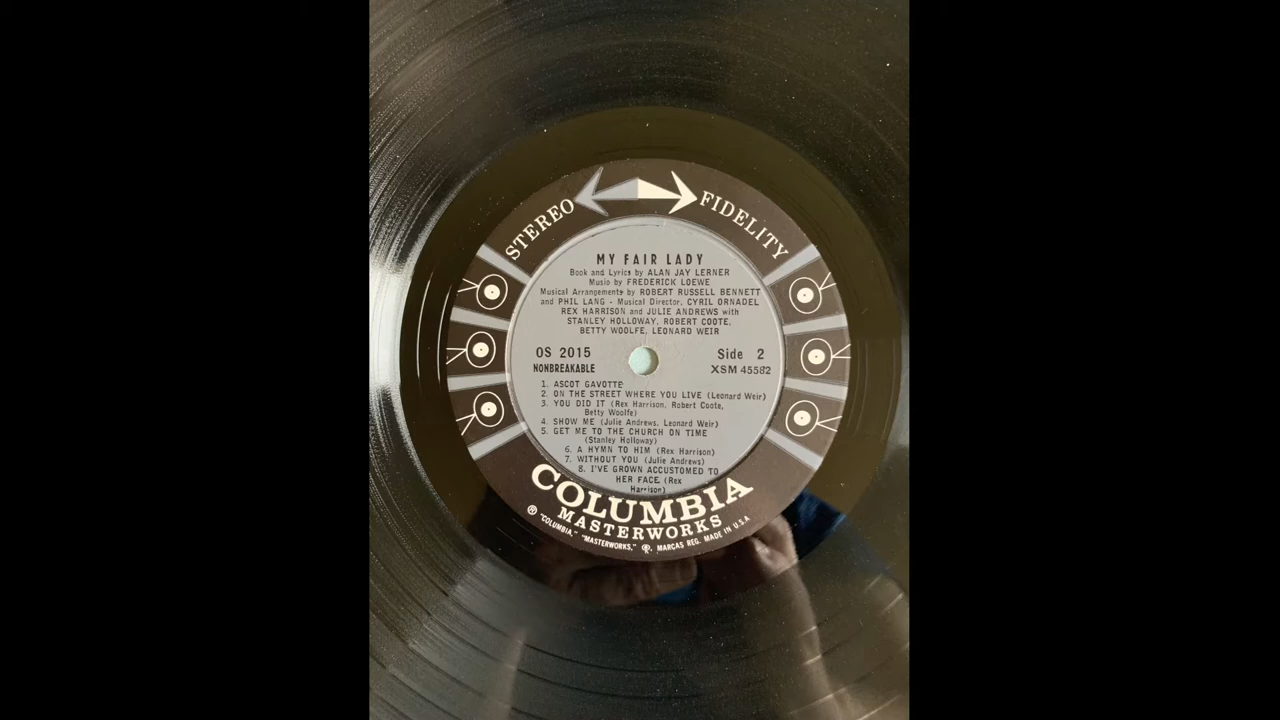 STEREO FIDELITY
MY FAIR LADY
Book and Lyrics by ALAN JAY LERNER
Music by FREDERICK LOEWE
Musical Arrangements by ROBERT RUSSELL BENNETT
and PHIL LANG - Musical Director, CYRIL ORNADEL
REX HARRISON and JULIE ANDREWS with
STANLEY HOLLOWAY, ROBERT COOTE,
BETTY WOOLFE, LEONARD WEIR
OS 2015 Side 2
NONBREAKABLE XSM 45582
1. ASCOT GAVOTTE
2. ON THE STREET WHERE YOU LIVE (Leonard Weir)
3. YOU DID IT (Rex Harrison, Robert Coote,
Betty Woolfe)
4. SHOW ME (Julie Andrews, Leonard Weir)
5. GET ME TO THE CHURCH ON TIME
(Stanley Holloway)
6. A HYMN TO HIM (Rex Harrison)
7. WITHOUT YOU (Julie Andrews)
8. I'VE GROWN ACCUSTOMED TO
HER FACE (Rex
Harrison)
COLUMBIA
MASTERWORKS
® "COLUMBIA," "MASTERWORKS," ®, MARCAS REG. MADE IN U.S.A